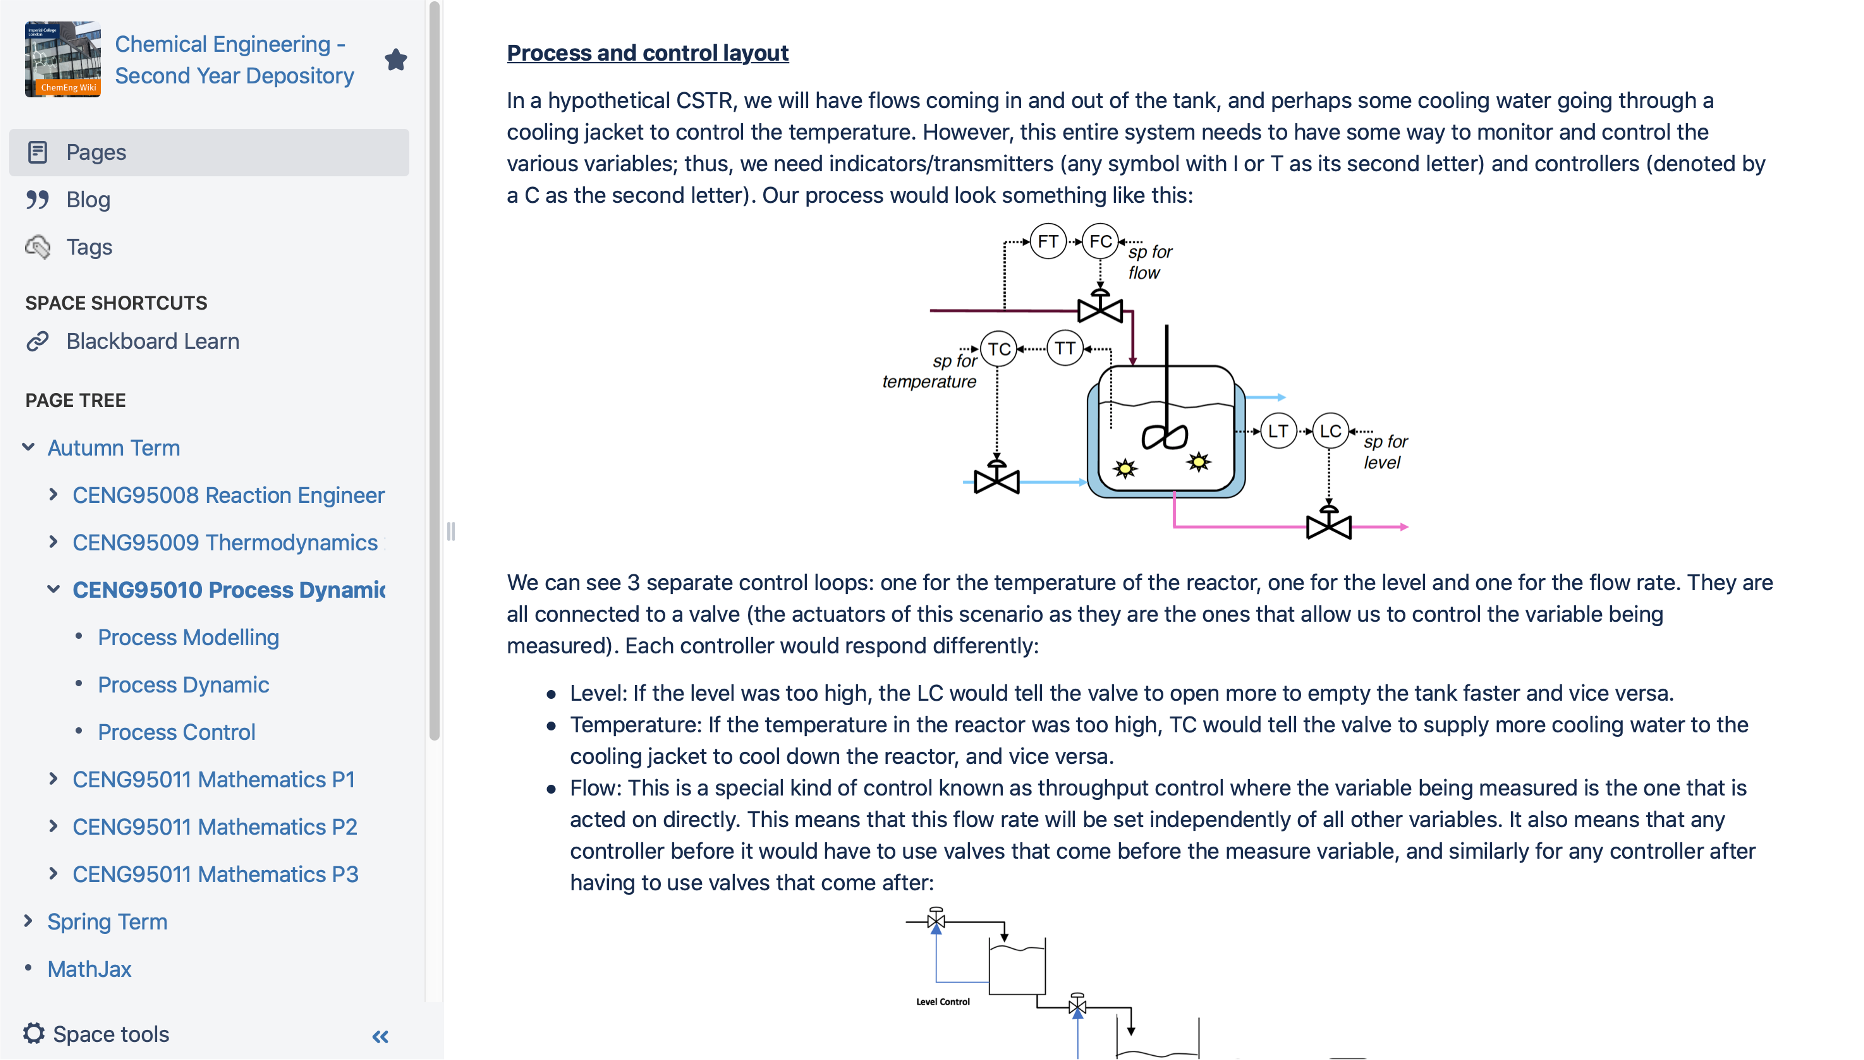 Chemical Engineering -
Second Year Depository
ChemEng Wiki
Pages
Blog
Tags
SPACE SHORTCUTS
Blackboard Learn
PAGE TREE
Autumn Term
CENG95008 Reaction Engineer
CENG95009 Thermodynamics
CENG95010 Process Dynamic
Process Modelling
Process Dynamic
Process Control
CENG95011 Mathematics P1
CENG95011 Mathematics P2
CENG95011 Mathematics P3
Spring Term
MathJax
Space tools
Process and control layout
In a hypothetical CSTR, we will have flows coming in and out of the tank, and perhaps some cooling water going through a
cooling jacket to control the temperature. However, this entire system needs to have some way to monitor and control the
various variables; thus, we need indicators/transmitters (any symbol with I or T as its second letter) and controllers (denoted by
a C as the second letter). Our process would look something like this:
FT FC
sp for
flow
TC TT
sp for
temperature
LT LC
sp for
level
We can see 3 separate control loops: one for the temperature of the reactor, one for the level and one for the flow rate. They are
all connected to a valve (the actuators of this scenario as they are the ones that allow us to control the variable being
measured). Each controller would respond differently:
Level: If the level was too high, the LC would tell the valve to open more to empty the tank faster and vice versa.
Temperature: If the temperature in the reactor was too high, TC would tell the valve to supply more cooling water to the
cooling jacket to cool down the reactor, and vice versa.
Flow: This is a special kind of control known as throughput control where the variable being measured is the one that is
acted on directly. This means that this flow rate will be set independently of all other variables. It also means that any
controller before it would have to use valves that come before the measure variable, and similarly for any controller after
having to use valves that come after:
Level Control